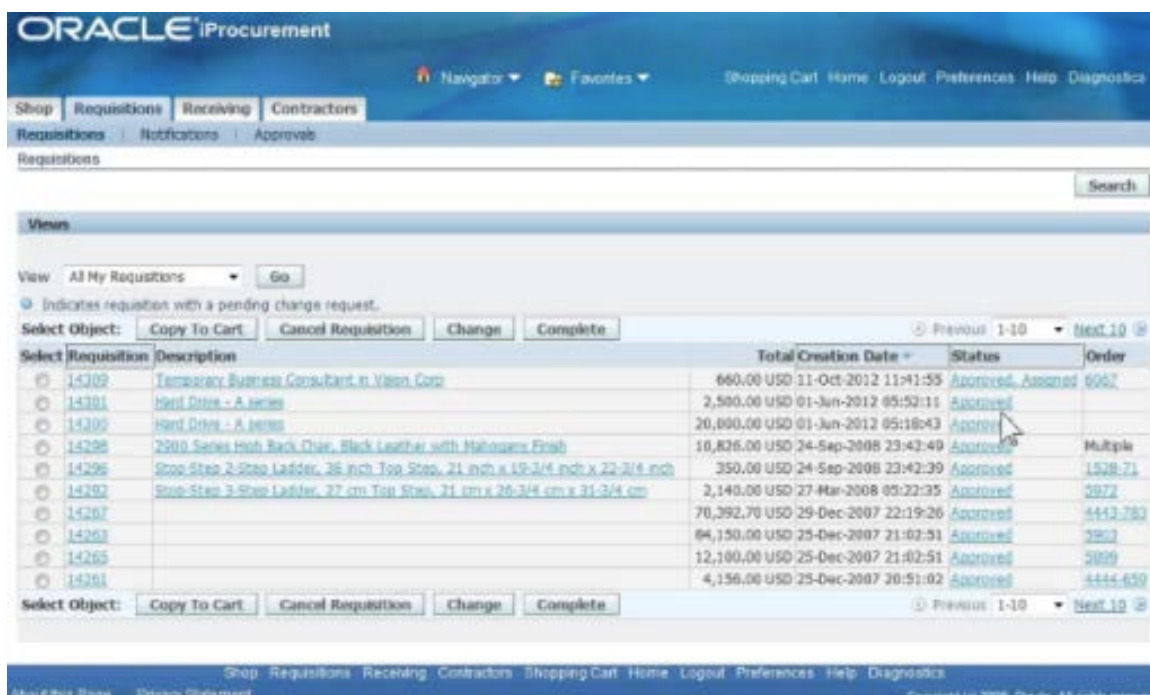 ORACLE iProcurement
Navigator Favorites Shopping Cart Home Logout Preferences Help Diagnostics
Shop Requisitions Receiving Contractors
Requisitions Notifications Approvals
Requisitions
Search
Views
View All My Requisitions Go
Indicates requisition with a pending change request.
Select Object: Copy To Cart Cancel Requisition Change Complete Previous 1-10 Next 10
Select Requisition Description Total Creation Date Status Order
14309 Temporary Business Consultant in Vision Corp 660.00 USD 11-Oct-2012 11:41:55 Approved, Assigned 6067
14301 Hard Drive - A series 2,500.00 USD 01-Jun-2012 05:52:11 Approved
14300 Hard Drive - A series 20,000.00 USD 01-Jun-2012 05:18:43 Approved
14298 2900 Series High Back Chair, Black Leather with Mahogany Finish 10,826.00 USD 24-Sep-2008 23:42:49 Approved Multiple
14296 Stop-Step 2-Step Ladder, 36 inch Top Step, 21 inch x 19-3/4 inch x 22-3/4 inch 350.00 USD 24-Sep-2008 23:42:39 Approved 1528-71
14292 Stop-Step 3-Step Ladder, 27 cm Top Step, 21 cm x 26-3/4 cm x 31-3/4 cm 2,140.00 USD 27-Mar-2008 05:22:35 Approved 5972
14267 70,392.70 USD 29-Dec-2007 22:19:26 Approved 4443-783
14263 84,150.00 USD 25-Dec-2007 21:02:51 Approved
14265 12,100.00 USD 25-Dec-2007 21:02:51 Approved 5899
14261 4,156.00 USD 25-Dec-2007 20:51:02 Approved 4444-659
Select Object: Copy To Cart Cancel Requisition Change Complete Previous 1-10 Next 10
Shop Requisitions Receiving Contractors Shopping Cart Home Logout Preferences Help Diagnostics
About this Page Privacy Statement